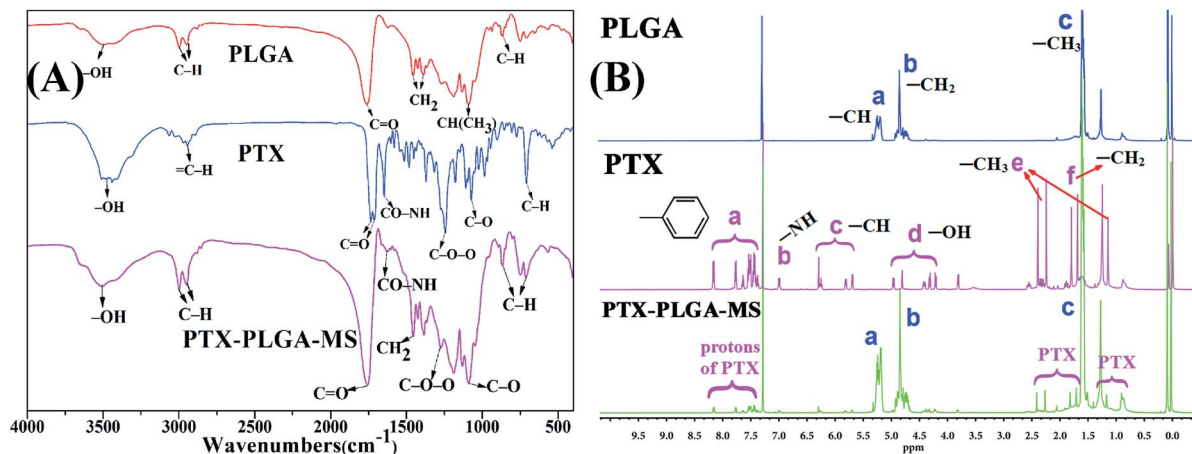 (A)
PLGA
–OH
C–H
C=O
CH2
CH(CH3)
C–H
PTX
–OH
=C–H
C=O
CO–NH
C–O–O
C–O
C–H
PTX-PLGA-MS
–OH
C–H
C=O
CO–NH
CH2
C–O–O
C–O
C–H
4000 3500 3000 2500 2000 1500 1000 500
Wavenumbers(cm-1)
(B)
PLGA
a
–CH
b
–CH2
c
–CH3
PTX
a
b
–NH
c –CH
d –OH
–CH3 e
f –CH2
PTX-PLGA-MS
protons
of PTX
a
b
c
PTX
PTX
9.5 9.0 8.5 8.0 7.5 7.0 6.5 6.0 5.5 5.0 4.5 4.0 3.5 3.0 2.5 2.0 1.5 1.0 0.5 0.0
ppm